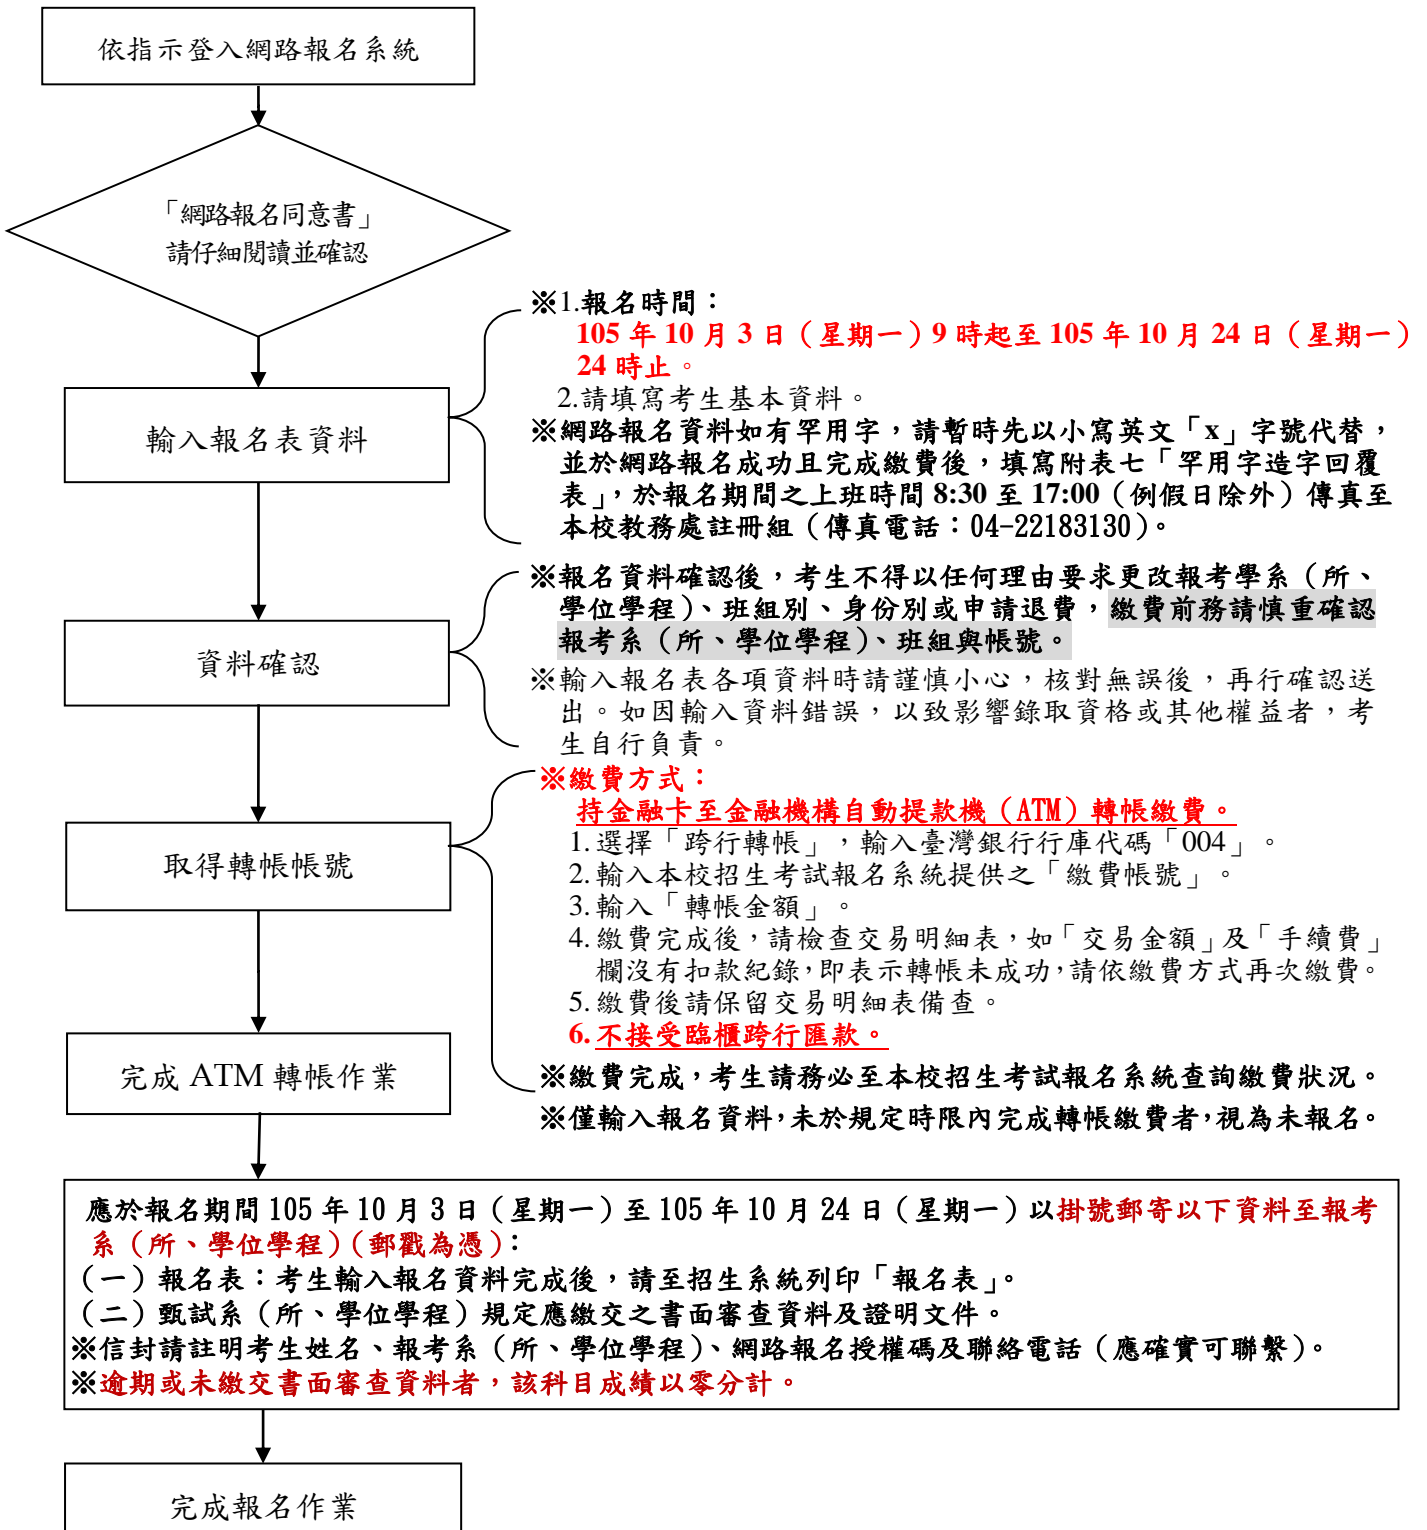 依指示登入網路報名系統
「網路報名同意書」
請仔細閱讀並確認
※1.報名時間：
105 年 10 月 3 日（星期一）9 時起至 105 年 10 月 24 日（星期一）
24 時止。
2.請填寫考生基本資料。
※網路報名資料如有罕用字，請暫時先以小寫英文「x」字號代替，
並於網路報名成功且完成繳費後，填寫附表七「罕用字造字回覆
表」，於報名期間之上班時間 8:30 至 17:00（例假日除外）傳真至
本校教務處註冊組（傳真電話：04-22183130）。
輸入報名表資料
※報名資料確認後，考生不得以任何理由要求更改報考學系（所、
學位學程）、班組別、身份別或申請退費，繳費前務請慎重確認
報考系（所、學位學程）、班組與帳號。
※輸入報名表各項資料時請謹慎小心，核對無誤後，再行確認送
出。如因輸入資料錯誤，以致影響錄取資格或其他權益者，考
生自行負責。
資料確認
※繳費方式：
持金融卡至金融機構自動提款機（ATM）轉帳繳費。
1.選擇「跨行轉帳」，輸入臺灣銀行行庫代碼「004」。
2.輸入本校招生考試報名系統提供之「繳費帳號」。
3.輸入「轉帳金額」。
4.繳費完成後，請檢查交易明細表，如「交易金額」及「手續費」
欄沒有扣款紀錄，即表示轉帳未成功，請依繳費方式再次繳費。
5.繳費後請保留交易明細表備查。
6.不接受臨櫃跨行匯款。
※繳費完成，考生請務必至本校招生考試報名系統查詢繳費狀況。
※僅輸入報名資料，未於規定時限內完成轉帳繳費者，視為未報名。
取得轉帳帳號
完成 ATM 轉帳作業
應於報名期間 105 年 10 月 3 日（星期一）至 105 年 10 月 24 日（星期一）以掛號郵寄以下資料至報考
系（所、學位學程）（郵戳為憑）：
（一）報名表：考生輸入報名資料完成後，請至招生系統列印「報名表」。
（二）甄試系（所、學位學程）規定應繳交之書面審查資料及證明文件。
※信封請註明考生姓名、報考系（所、學位學程）、網路報名授權碼及聯絡電話（應確實可聯繫）。
※逾期或未繳交書面審查資料者，該科目成績以零分計。
完成報名作業